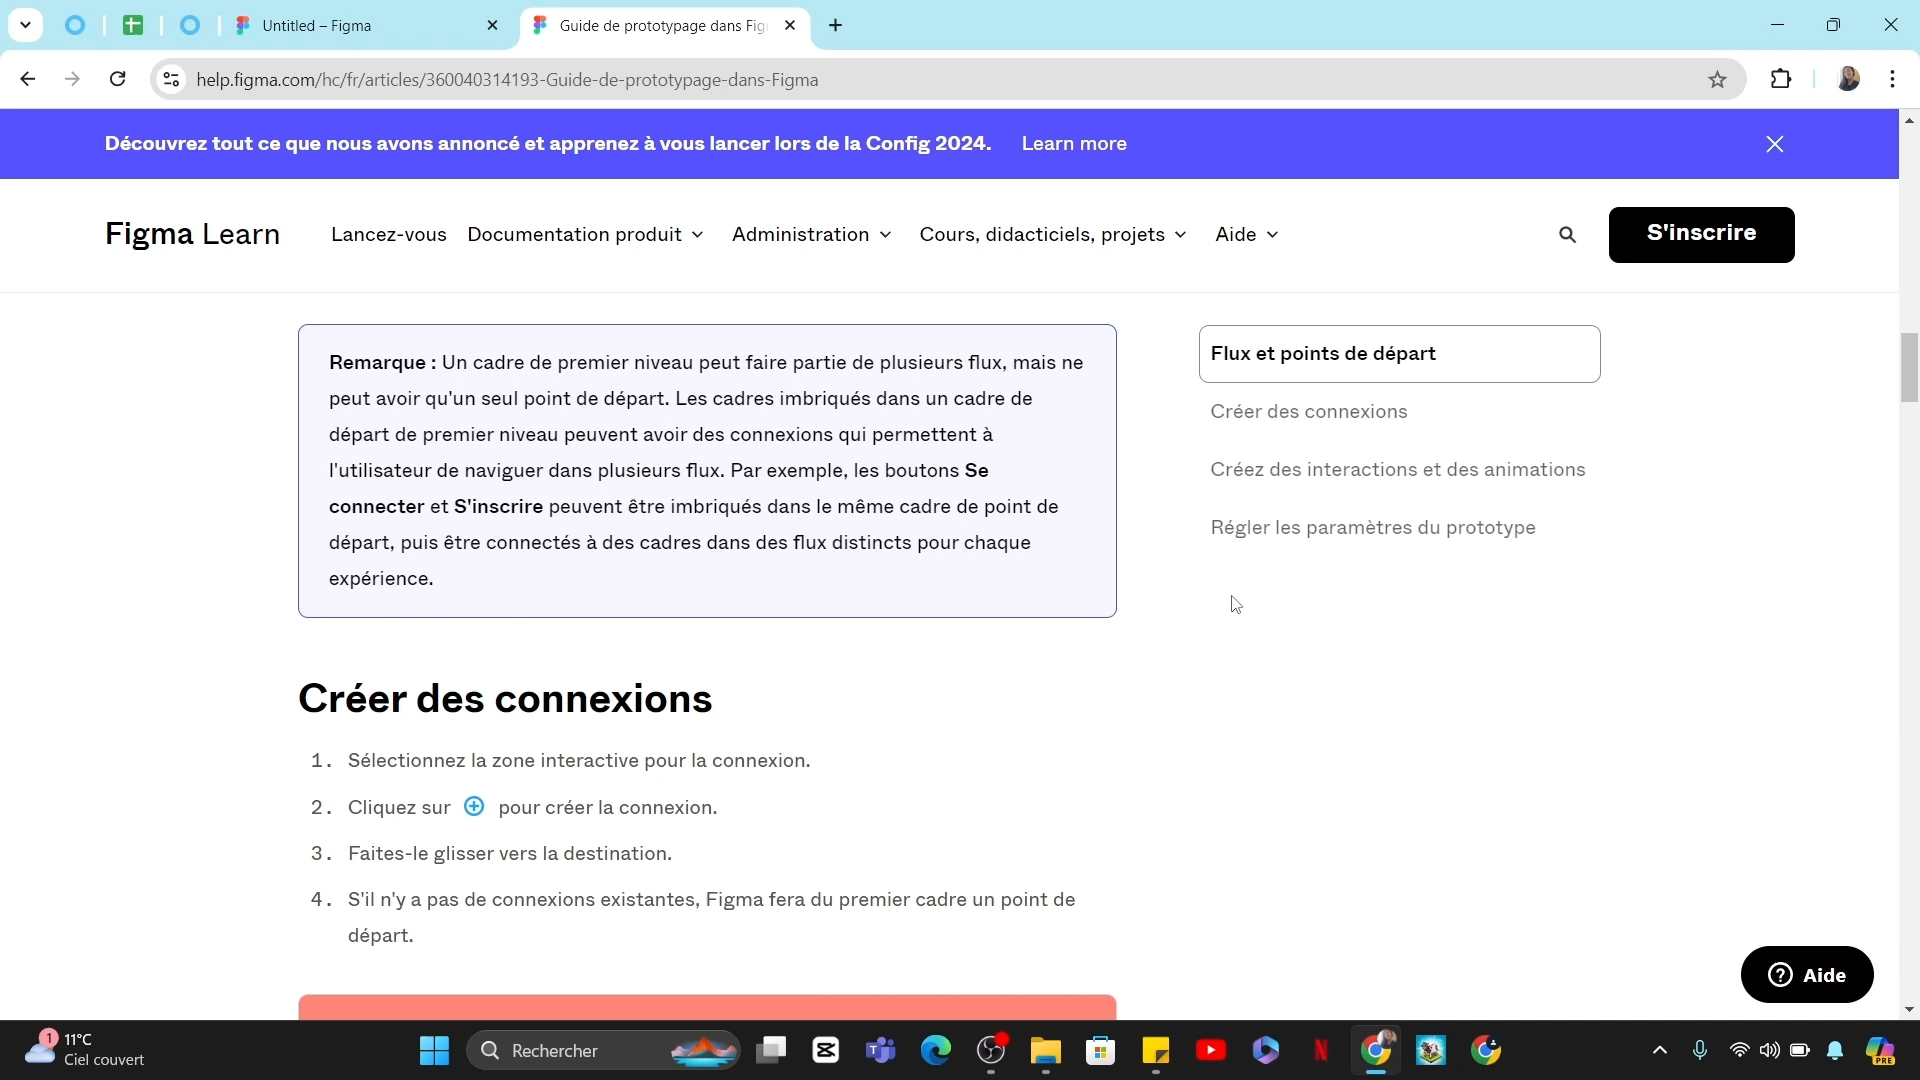 Untitled – Figma
Guide de prototypage dans Fig
help.figma.com/hc/fr/articles/360040314193-Guide-de-prototypage-dans-Figma
Découvrez tout ce que nous avons annoncé et apprenez à vous lancer lors de la Config 2024. Learn more
Figma Learn
Lancez-vous Documentation produit Administration Cours, didacticiels, projets Aide
S'inscrire
Remarque : Un cadre de premier niveau peut faire partie de plusieurs flux, mais ne
peut avoir qu'un seul point de départ. Les cadres imbriqués dans un cadre de
départ de premier niveau peuvent avoir des connexions qui permettent à
l'utilisateur de naviguer dans plusieurs flux. Par exemple, les boutons Se
connecter et S'inscrire peuvent être imbriqués dans le même cadre de point de
départ, puis être connectés à des cadres dans des flux distincts pour chaque
expérience.
Flux et points de départ
Créer des connexions
Créez des interactions et des animations
Régler les paramètres du prototype
Créer des connexions
1. Sélectionnez la zone interactive pour la connexion.
2. Cliquez sur pour créer la connexion.
3. Faites-le glisser vers la destination.
4. S'il n'y a pas de connexions existantes, Figma fera du premier cadre un point de
départ.
Aide
1
11°C
Ciel couvert
Rechercher
PRE